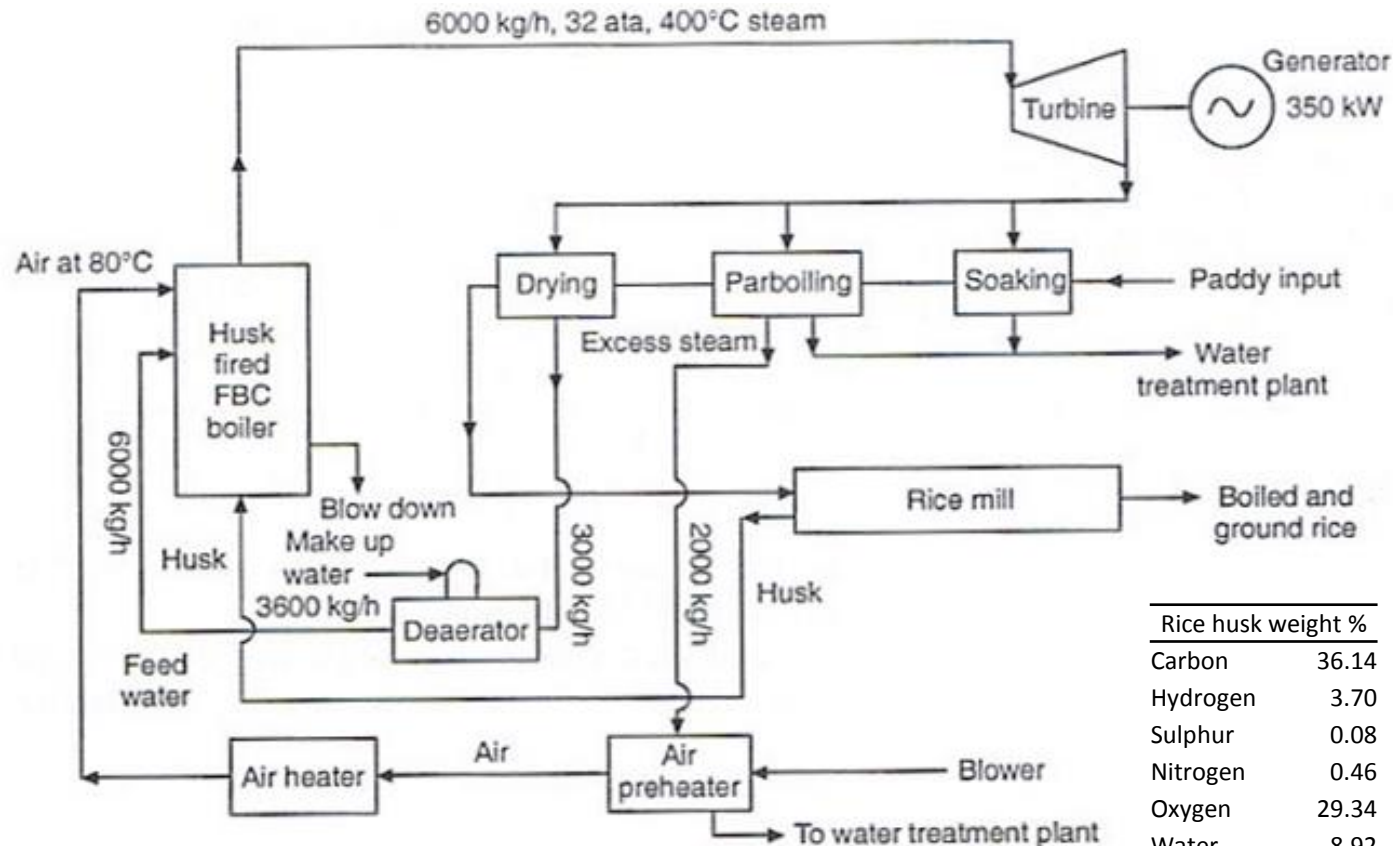 6000 kg/h, 32 ata, 400°C steam
Generator
350 kW
Turbine
Air at 80°C
Husk
fired
FBC
boiler
Drying
Parboiling
Soaking
Paddy input
Excess steam
Water
treatment plant
6000 kg/h
Blow down
Rice mill
Boiled and
ground rice
Husk
Make up
water
3600 kg/h
Deaerator
3000 kg/h
2000 kg/h
Husk
Feed
water
Air heater
Air
Air
preheater
Blower
To water treatment plant
Rice husk weight %
Carbon 36.14
Hydrogen 3.70
Sulphur 0.08
Nitrogen 0.46
Oxygen 29.34
Water 8.92